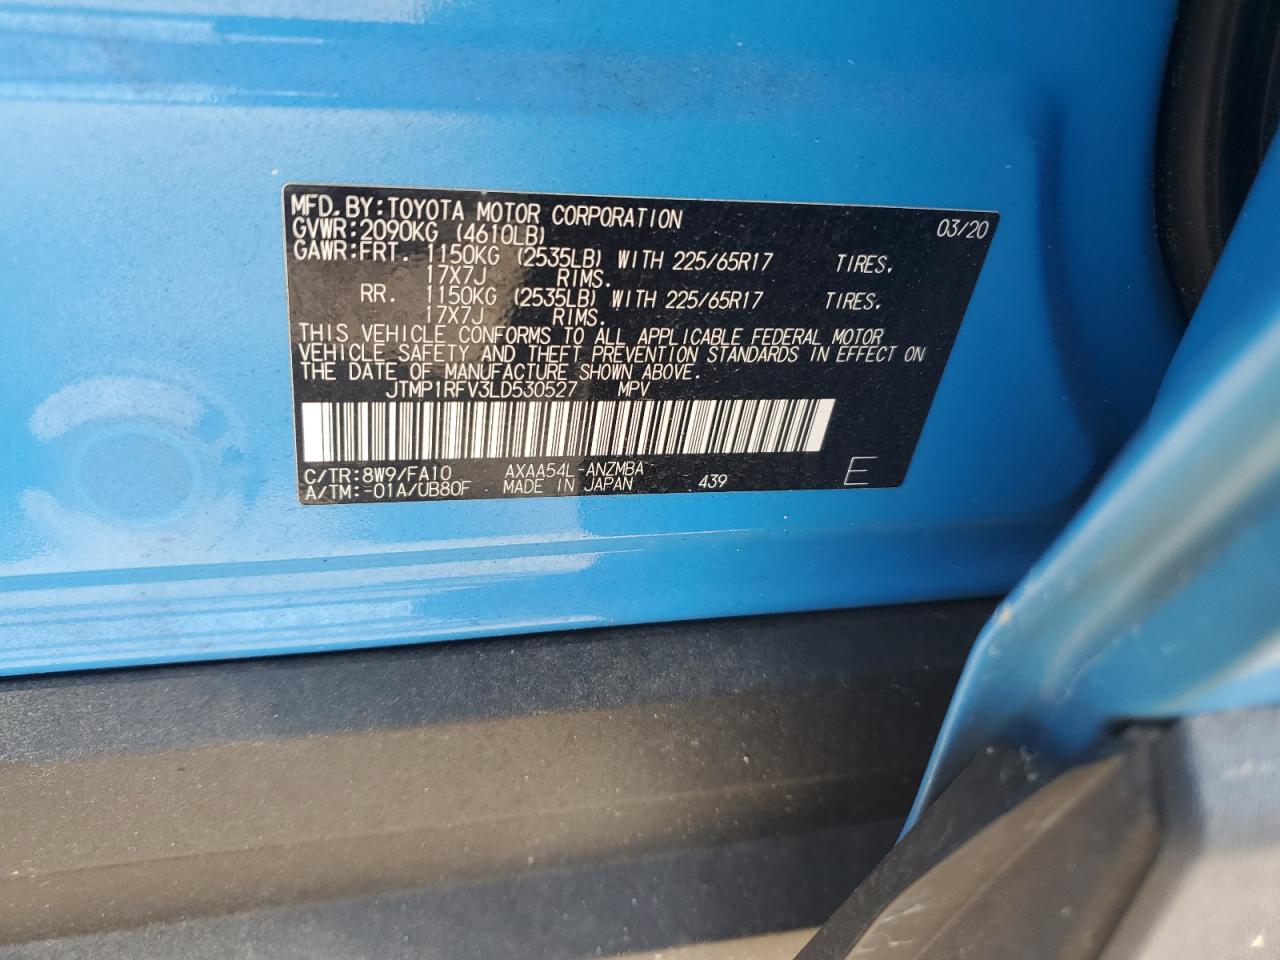 MFD.BY:TOYOTA MOTOR CORPORATION 03/20
GVWR:2090KG (4610LB)
GAWR:FRT. 1150KG (2535LB) WITH 225/65R17 TIRES.
17X7J RIMS.
RR. 1150KG (2535LB) WITH 225/65R17 TIRES.
17X7J RIMS.
THIS VEHICLE CONFORMS TO ALL APPLICABLE FEDERAL MOTOR
VEHICLE SAFETY AND THEFT PREVENTION STANDARDS IN EFFECT ON
THE DATE OF MANUFACTURE SHOWN ABOVE.
JTMP1RFV3LD530527 MPV
C/TR:8W9/FA10 AXAA54L-ANZMBA
A/TM:-01A/UB80F MADE IN JAPAN 439 E